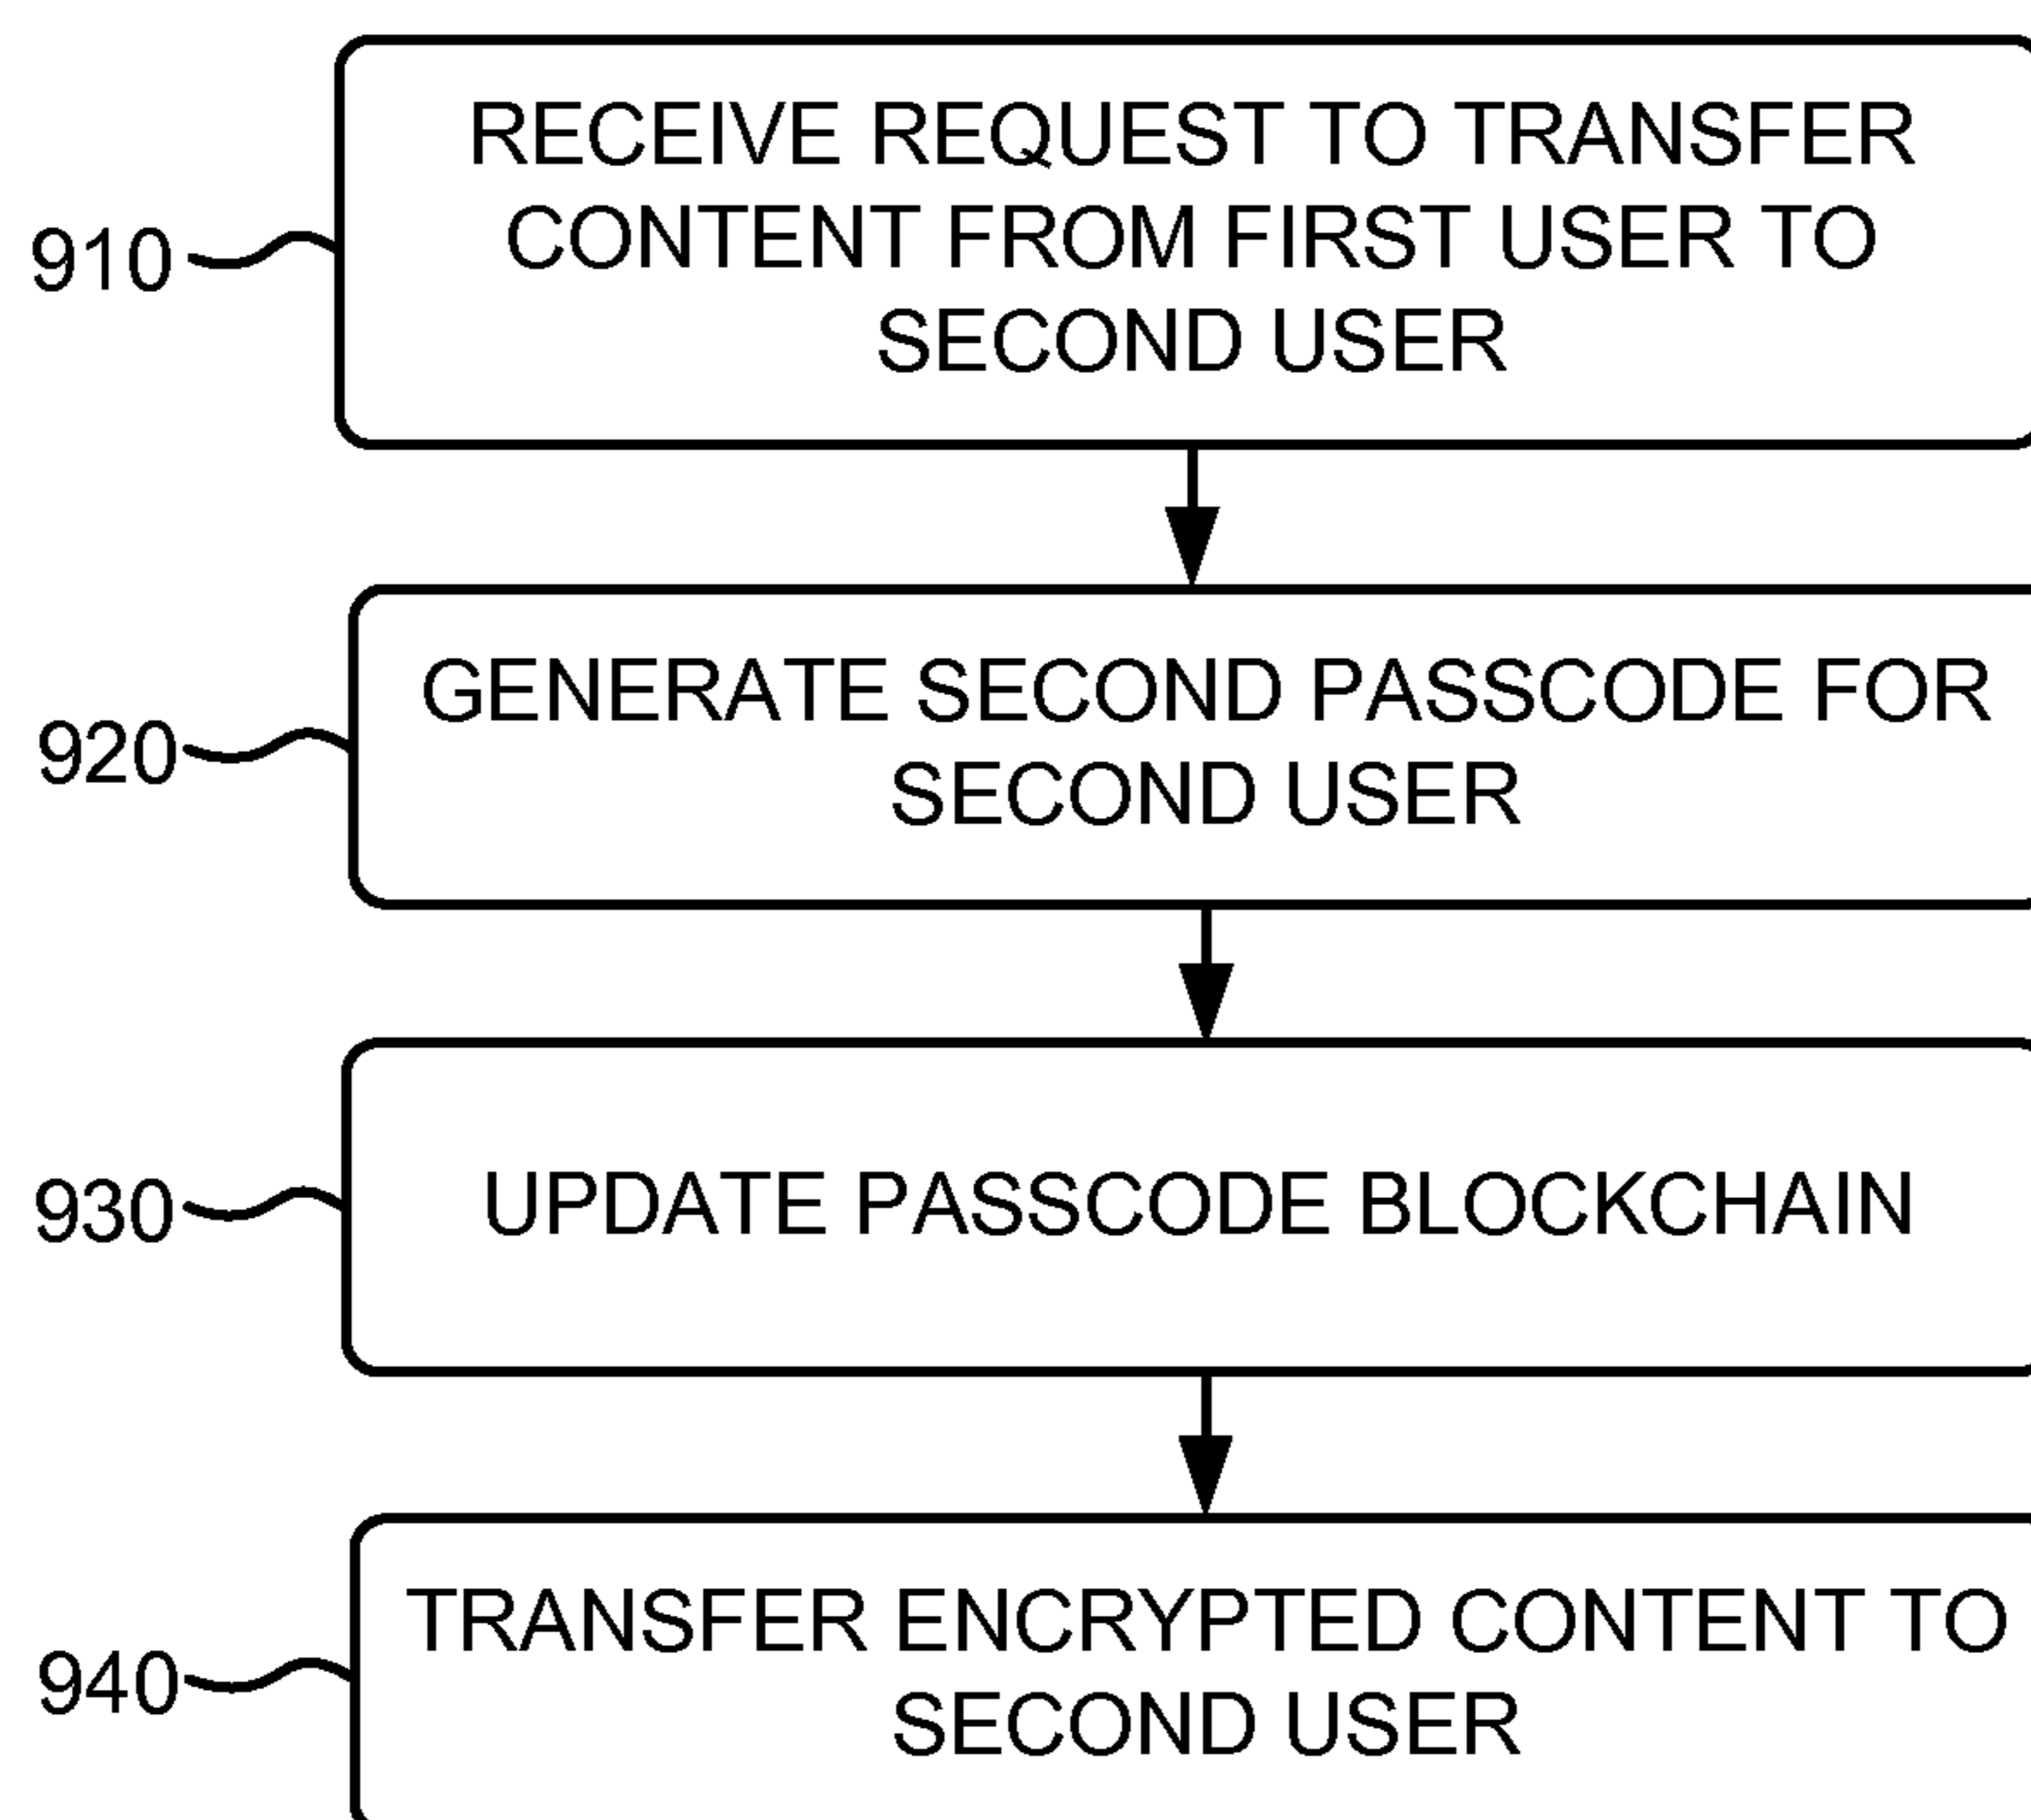 RECEIVE REQUEST TO TRANSFER
CONTENT FROM FIRST USER TO
SECOND USER
910
GENERATE SECOND PASSCODE FOR
SECOND USER
920
UPDATE PASSCODE BLOCKCHAIN
930
TRANSFER ENCRYPTED CONTENT TO
SECOND USER
940